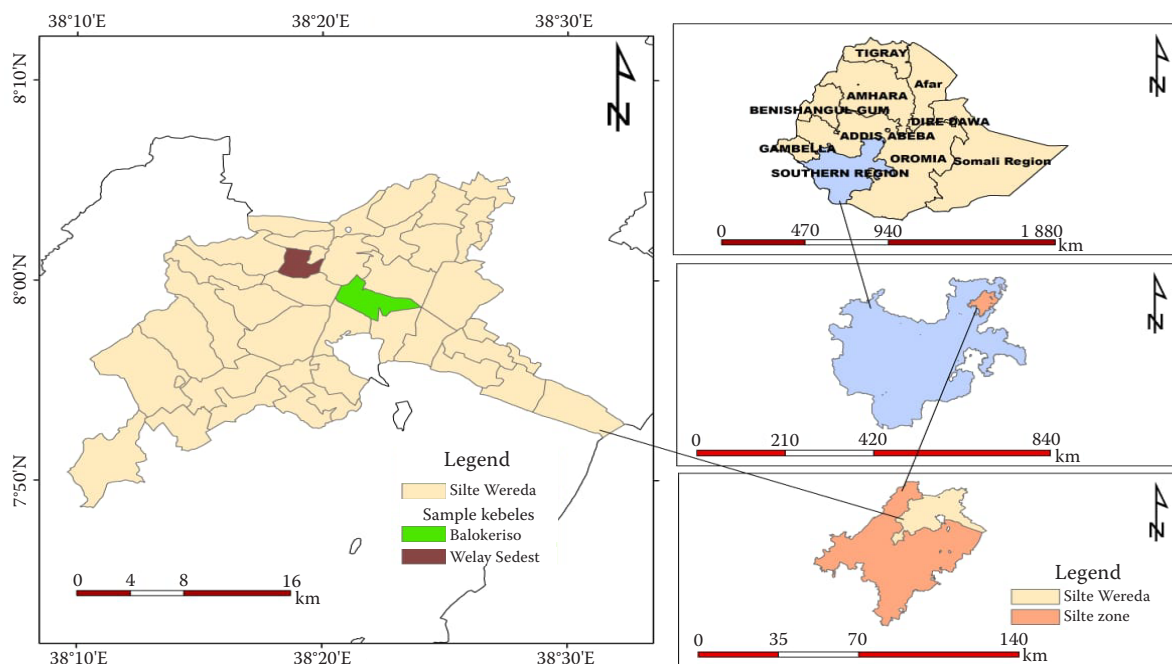 38°10'E 38°20'E 38°30'E
8°10'N
8°00'N
7°50'N
N
Legend
Silte Wereda
Sample kebeles
Balokeriso
Welay Sedest
0 4 8 16
km
38°10'E 38°20'E 38°30'E
TIGRAY
Afar
AMHARA
BENISHANGUL GUM
DIRE DAWA
ADDIS ABEBA
GAMBELLA
OROMIA
Somali Region
SOUTHERN REGION
N
0 470 940 1 880
km
N
0 210 420 840
km
N
Legend
Silte Wereda
Silte zone
0 35 70 140
km